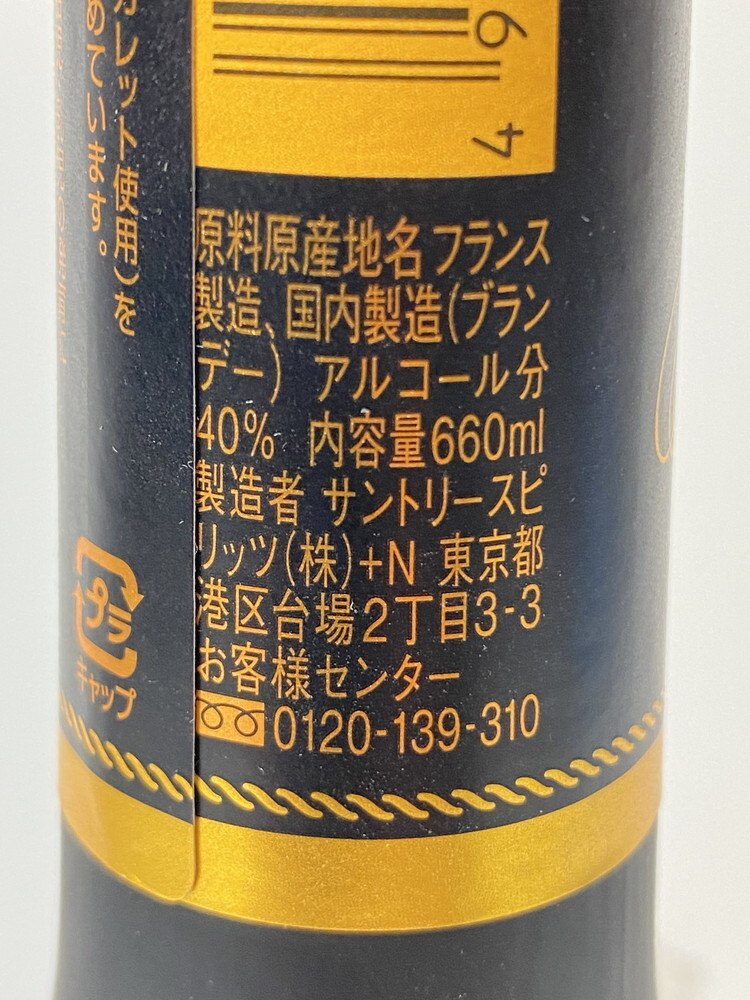 6
4
レット使用)を
めています。
原料原産地名 フランス
製造、国内製造(ブラン
デー) アルコール分
40% 内容量660ml
製造者 サントリースピ
リッツ(株)+N 東京都
港区台場2丁目3-3
お客様センター
0120-139-310
プラ
キャップ